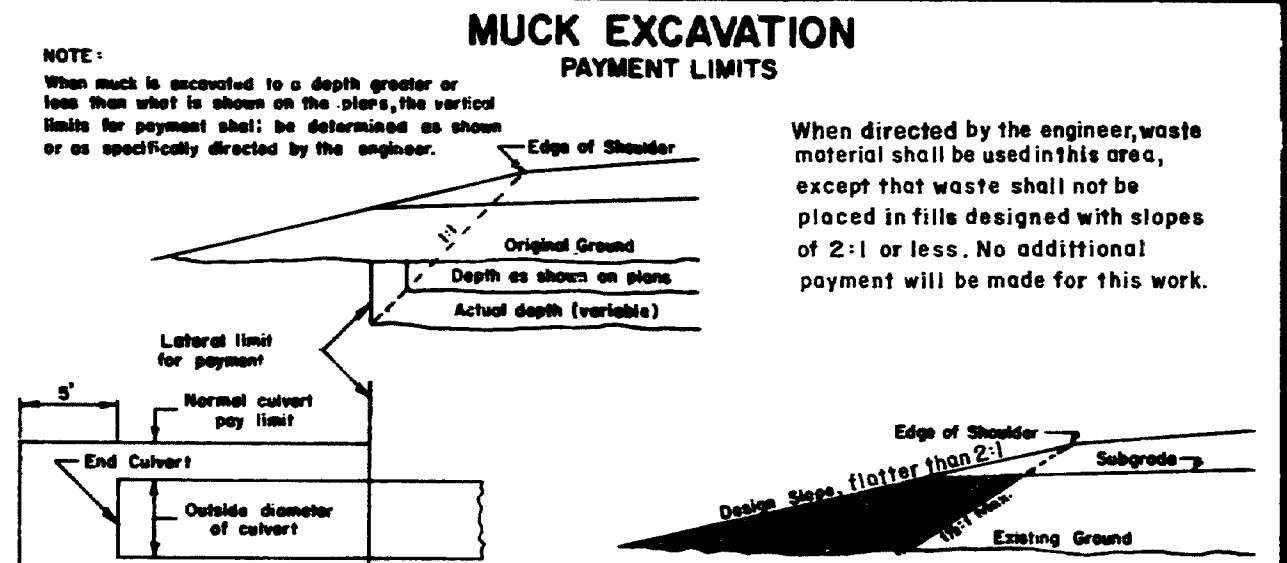 MUCK EXCAVATION
PAYMENT LIMITS
NOTE:
When muck is excavated to a depth greater or
less than what is shown on the plans, the vertical
limits for payment shall be determined as shown
or as specifically directed by the engineer.
Edge of Shoulder
1:1
Original Ground
Depth as shown on plans
Actual depth (variable)
Lateral limit
for payment
5'
Normal culvert
pay limit
End Culvert
Outside diameter
of culvert
When directed by the engineer, waste
material shall be used in this area,
except that waste shall not be
placed in fills designed with slopes
of 2:1 or less. No addittional
payment will be made for this work.
Edge of Shoulder
Subgrade
Design Slope, flatter than 2:1
1½:1 Max.
Existing Ground